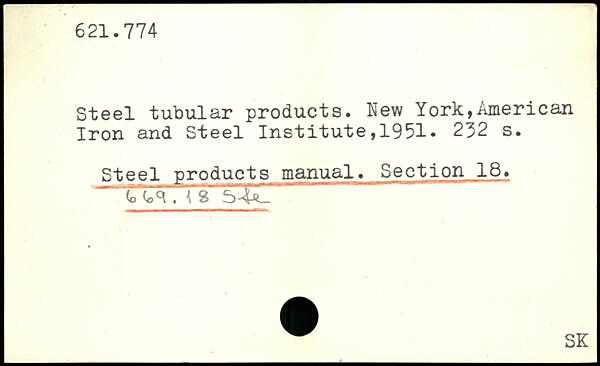 621.774
Steel tubular products. New York,American
Iron and Steel Institute,1951. 232 s.
Steel products manual. Section 18.
669.18 Ste
SK